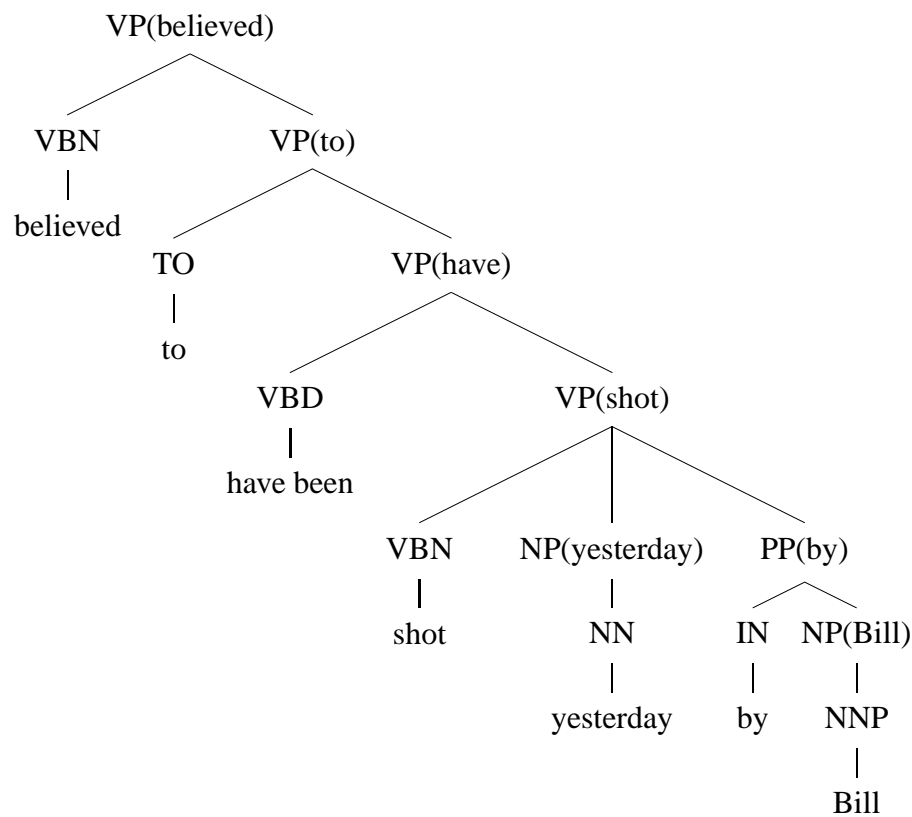 VP(believed)
VBN VP(to)
believed
TO VP(have)
to
VBD VP(shot)
have been
VBN NP(yesterday) PP(by)
shot NN IN NP(Bill)
yesterday by NNP
Bill